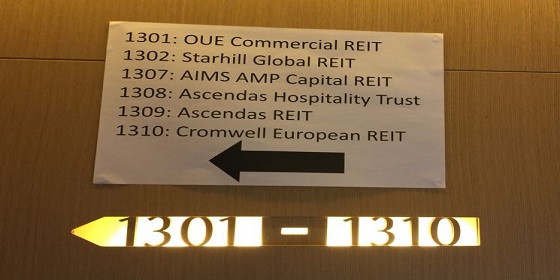 1301: OUE Commercial REIT
1302: Starhill Global REIT
1307: AIMS AMP Capital REIT
1308: Ascendas Hospitality Trust
1309: Ascendas REIT
1310: Cromwell European REIT
1301 - 1310